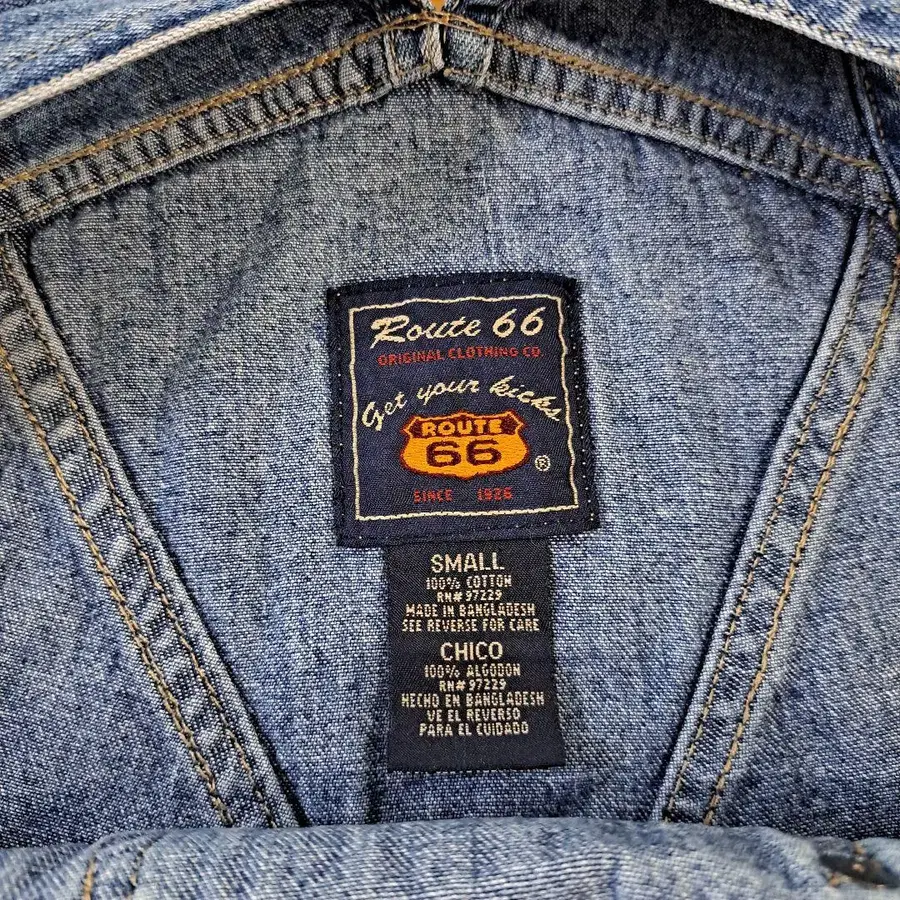 Route 66
ORIGINAL CLOTHING CO.
Get your kicks
ROUTE
66
®
SINCE 1926
SMALL
100% COTTON
RN# 97229
MADE IN BANGLADESH
SEE REVERSE FOR CARE
CHICO
100% ALGODON
RN# 97229
HECHO EN BANGLADESH
VE EL REVERSO
PARA EL CUIDADO